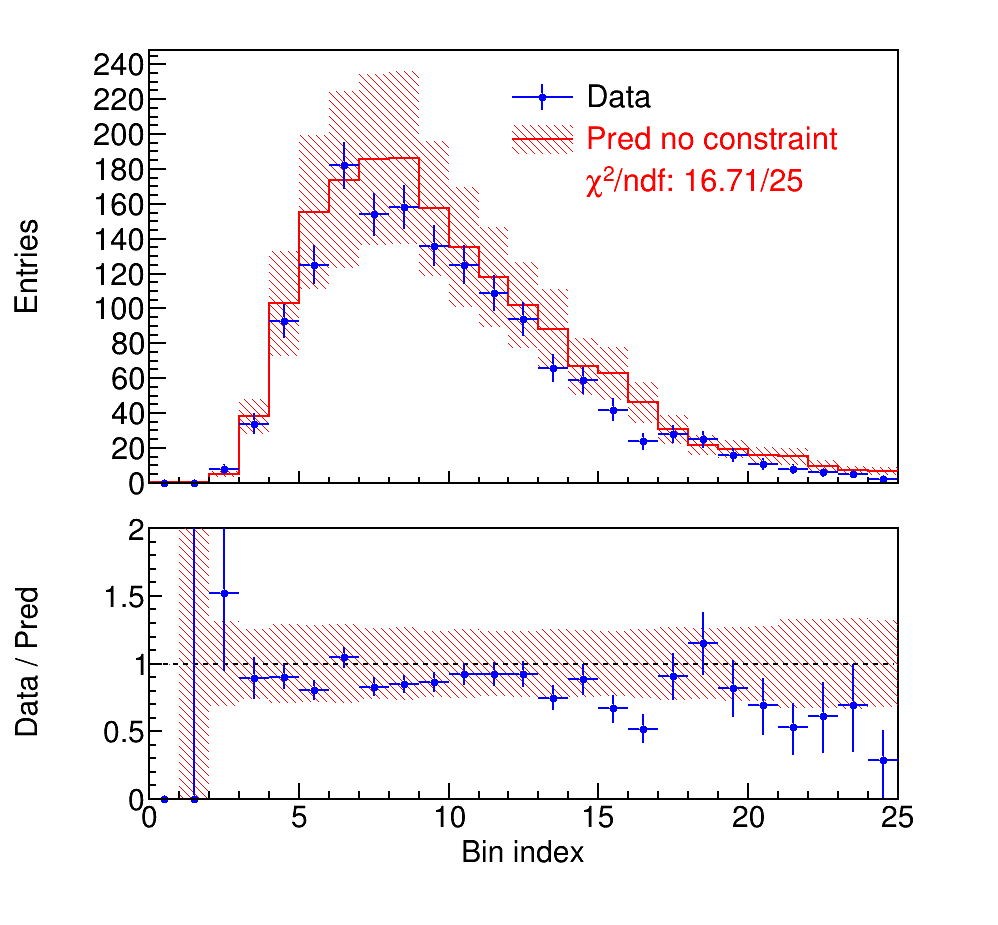 240
220
200
180
160
140
120
100
80
60
40
20
0
Entries
Data
Pred no constraint
χ²/ndf: 16.71/25
2
1.5
1
0.5
0
Data / Pred
0 5 10 15 20 25
Bin index